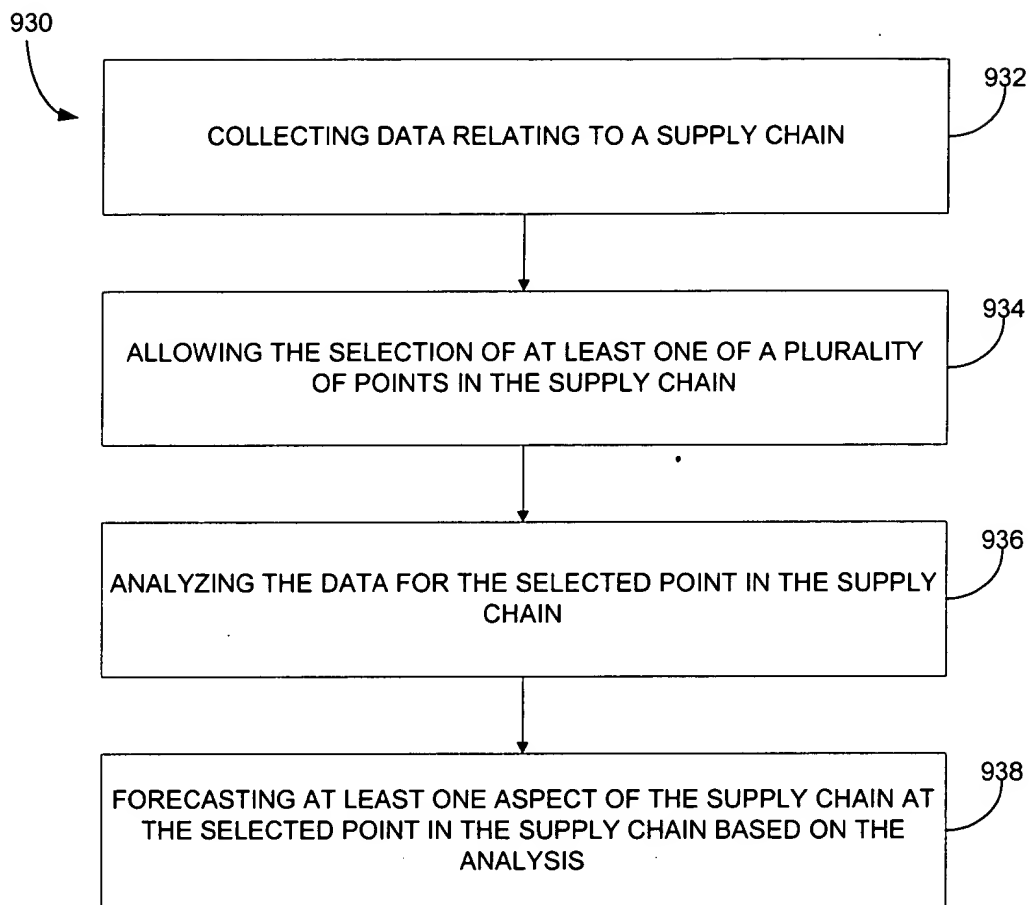 930
932
COLLECTING DATA RELATING TO A SUPPLY CHAIN
934
ALLOWING THE SELECTION OF AT LEAST ONE OF A PLURALITY
OF POINTS IN THE SUPPLY CHAIN
936
ANALYZING THE DATA FOR THE SELECTED POINT IN THE SUPPLY
CHAIN
938
FORECASTING AT LEAST ONE ASPECT OF THE SUPPLY CHAIN AT
THE SELECTED POINT IN THE SUPPLY CHAIN BASED ON THE
ANALYSIS